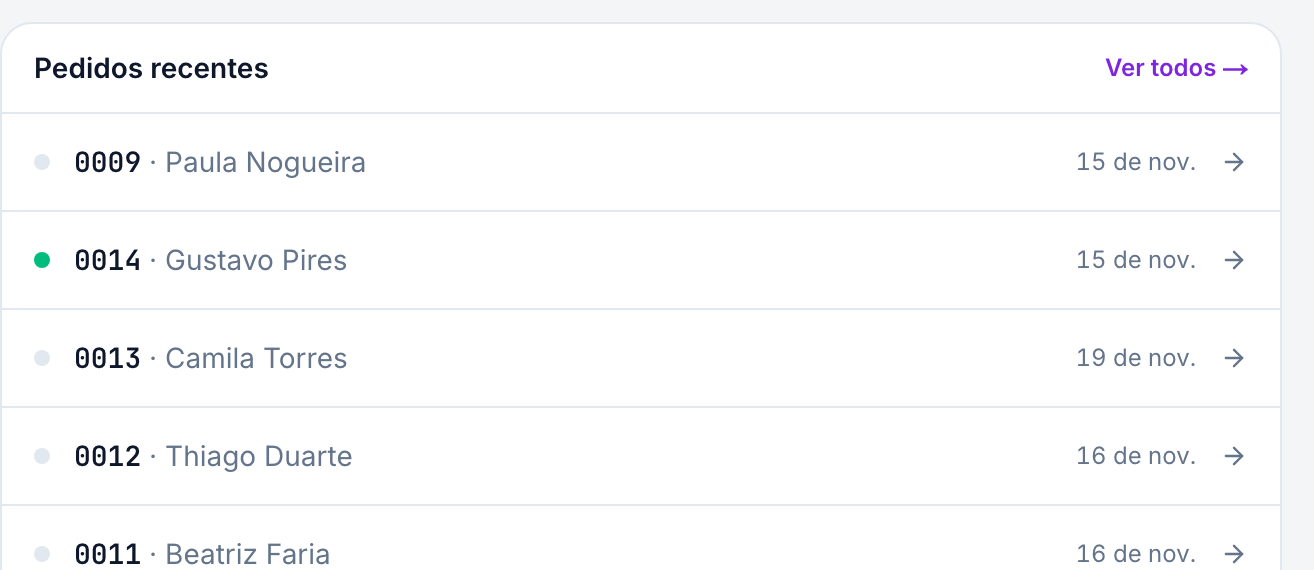 Pedidos recentes
Ver todos →
0009 · Paula Nogueira 15 de nov. →
0014 · Gustavo Pires 15 de nov. →
0013 · Camila Torres 19 de nov. →
0012 · Thiago Duarte 16 de nov. →
0011 · Beatriz Faria 16 de nov. →